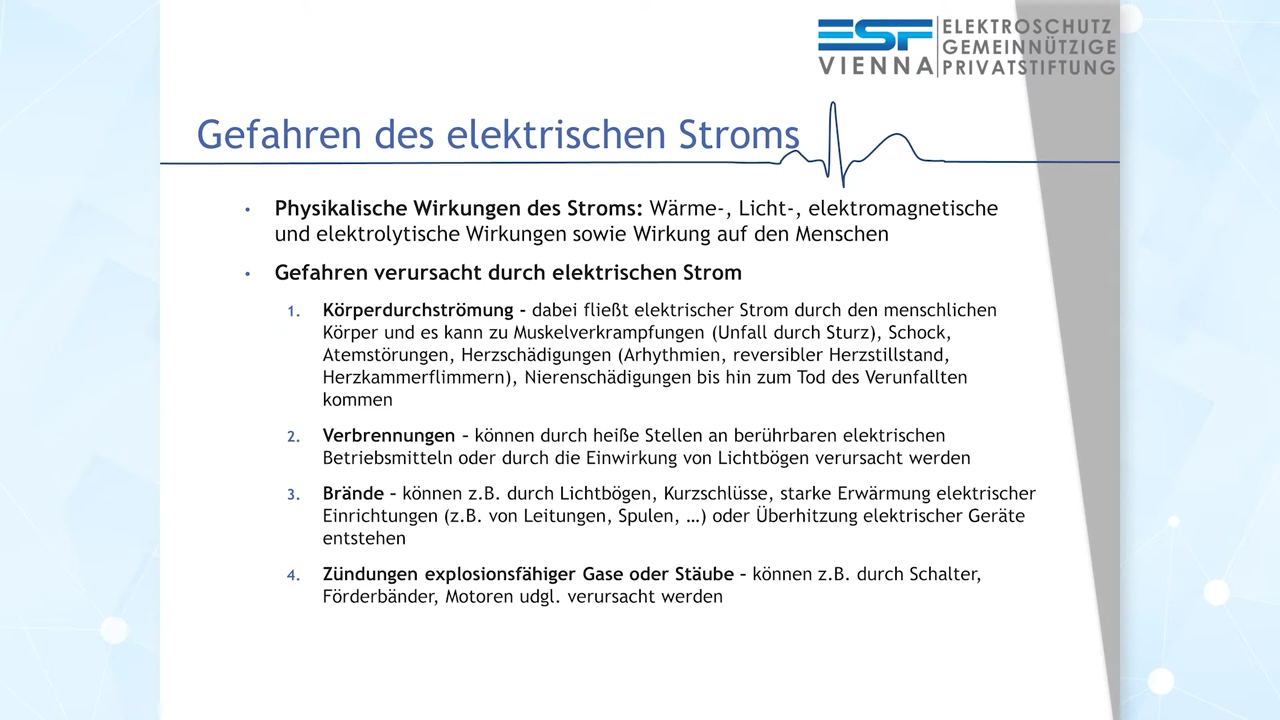 ESF
VIENNA
ELEKTROSCHUTZ
GEMEINNÜTZIGE
PRIVATSTIFTUNG
Gefahren des elektrischen Stroms
• Physikalische Wirkungen des Stroms: Wärme-, Licht-, elektromagnetische
und elektrolytische Wirkungen sowie Wirkung auf den Menschen
• Gefahren verursacht durch elektrischen Strom
1. Körperdurchströmung - dabei fließt elektrischer Strom durch den menschlichen
Körper und es kann zu Muskelverkrampfungen (Unfall durch Sturz), Schock,
Atemstörungen, Herzschädigungen (Arhythmien, reversibler Herzstillstand,
Herzkammerflimmern), Nierenschädigungen bis hin zum Tod des Verunfallten
kommen
2. Verbrennungen – können durch heiße Stellen an berührbaren elektrischen
Betriebsmitteln oder durch die Einwirkung von Lichtbögen verursacht werden
3. Brände – können z.B. durch Lichtbögen, Kurzschlüsse, starke Erwärmung elektrischer
Einrichtungen (z.B. von Leitungen, Spulen, …) oder Überhitzung elektrischer Geräte
entstehen
4. Zündungen explosionsfähiger Gase oder Stäube – können z.B. durch Schalter,
Förderbänder, Motoren udgl. verursacht werden